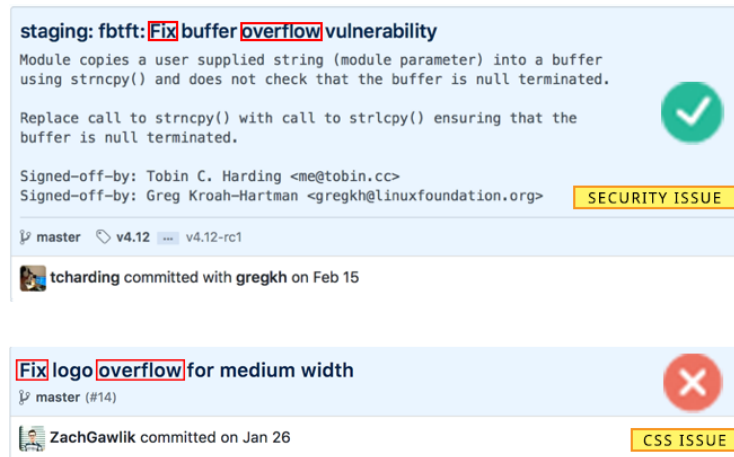 staging: fbtft: Fix buffer overflow vulnerability
Module copies a user supplied string (module parameter) into a buffer
using strncpy() and does not check that the buffer is null terminated.
Replace call to strncpy() with call to strlcpy() ensuring that the
buffer is null terminated.
Signed-off-by: Tobin C. Harding <me@tobin.cc>
Signed-off-by: Greg Kroah-Hartman <gregkh@linuxfoundation.org>
SECURITY ISSUE
master v4.12 ... v4.12-rc1
tcharding committed with gregkh on Feb 15
Fix logo overflow for medium width
master (#14)
ZachGawlik committed on Jan 26
CSS ISSUE